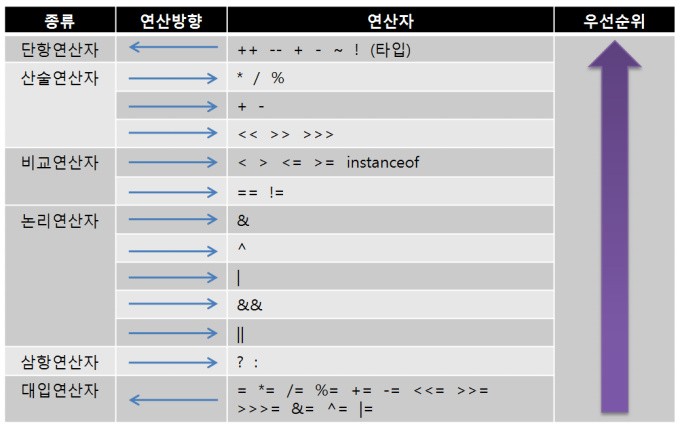 종류 연산방향 연산자 우선순위
단항연산자 ++ -- + - ~ ! (타입)
산술연산자 * / %
+ -
<< >> >>>
비교연산자 < > <= >= instanceof
== !=
논리연산자 &
^
|
&&
||
삼항연산자 ? :
대입연산자 = *= /= %= += -= <<= >>=
>>>= &= ^= |=